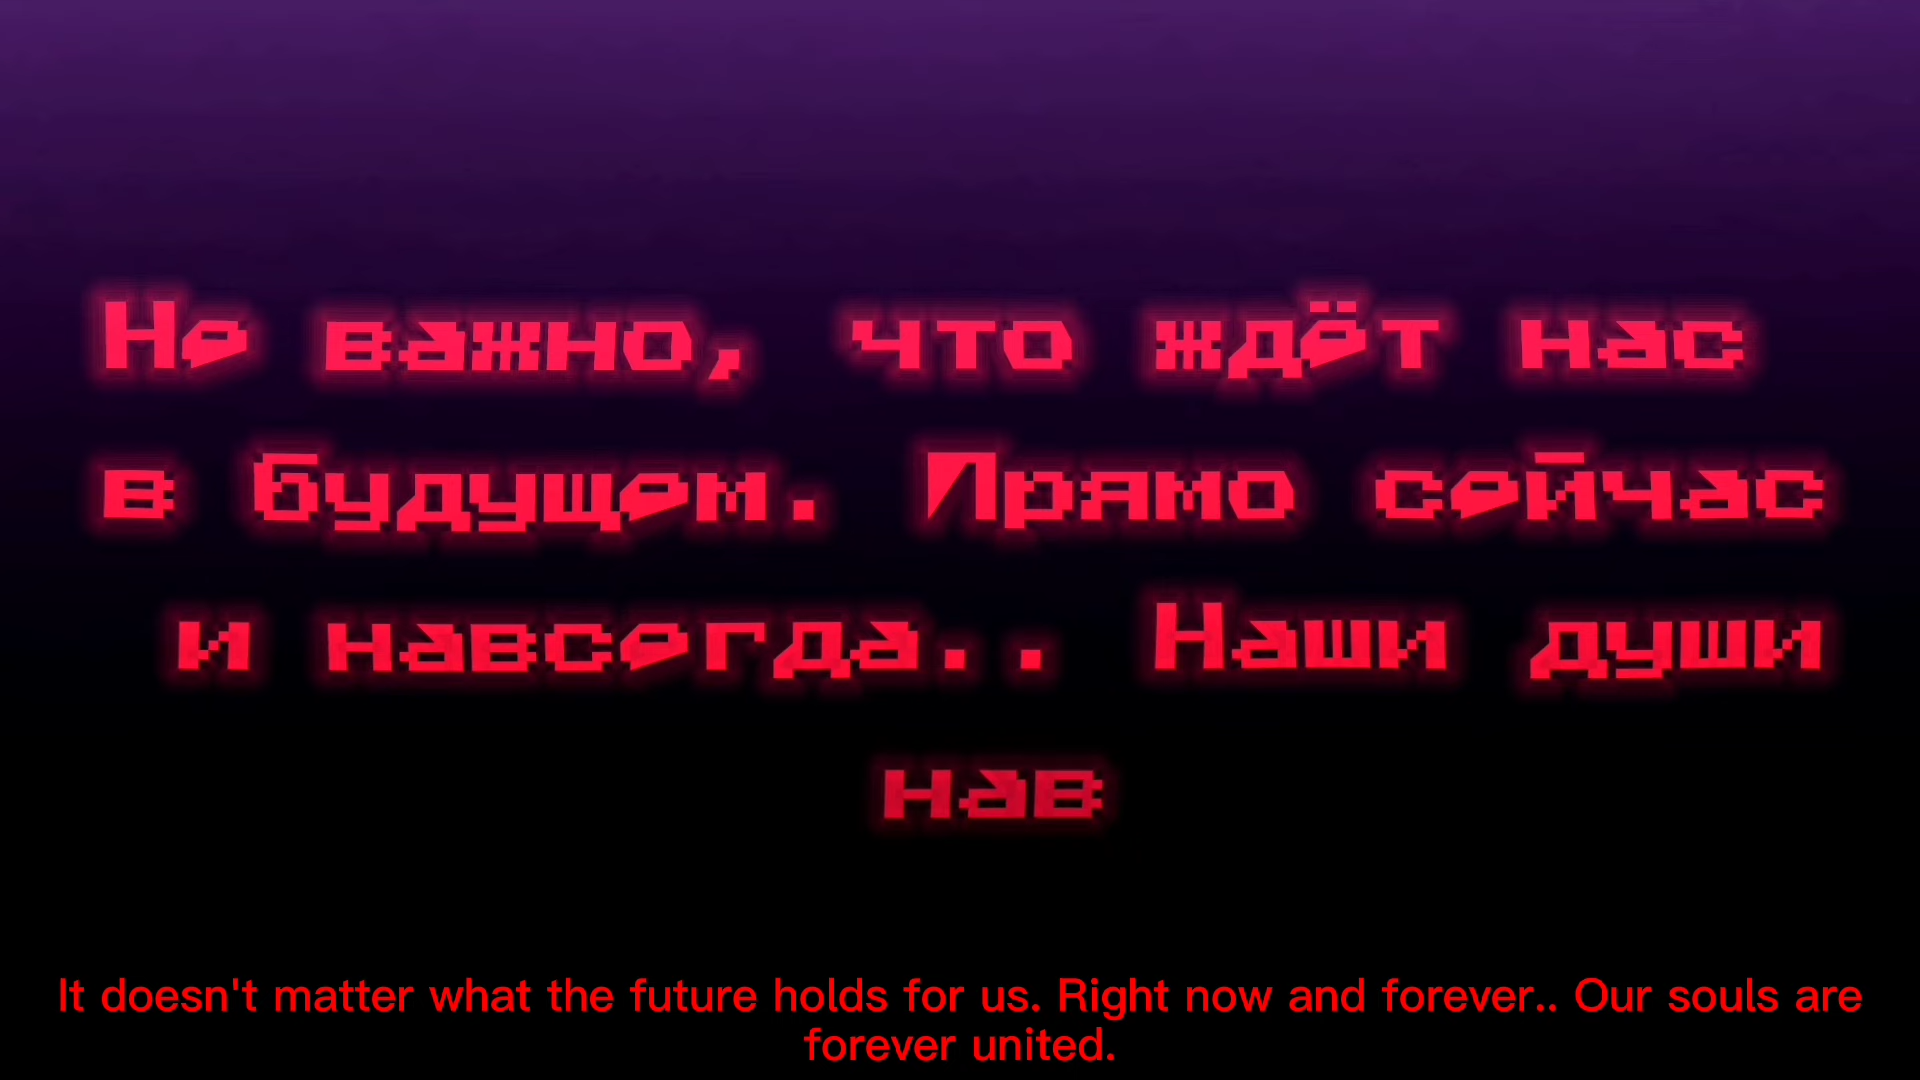 Не важно, что ждёт нас
в будущем. Прямо сейчас
и навсегда.. Наши души
нав
It doesn't matter what the future holds for us. Right now and forever.. Our souls are
forever united.